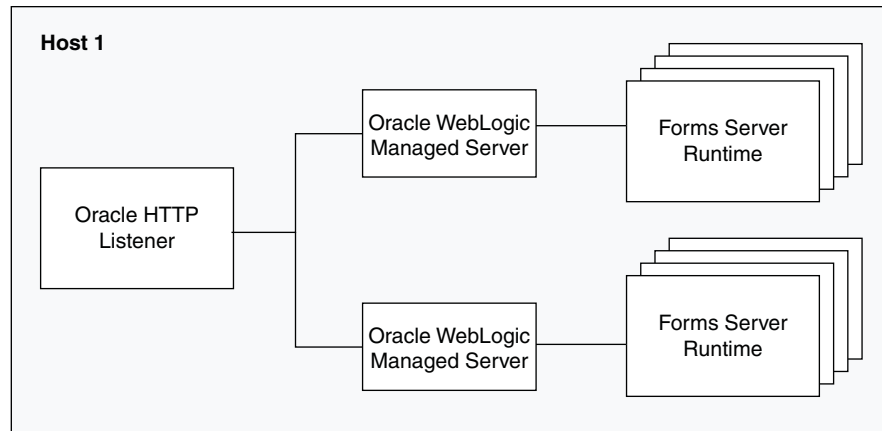 Host 1
Oracle HTTP
Listener
Oracle WebLogic
Managed Server
Forms Server
Runtime
Oracle WebLogic
Managed Server
Forms Server
Runtime